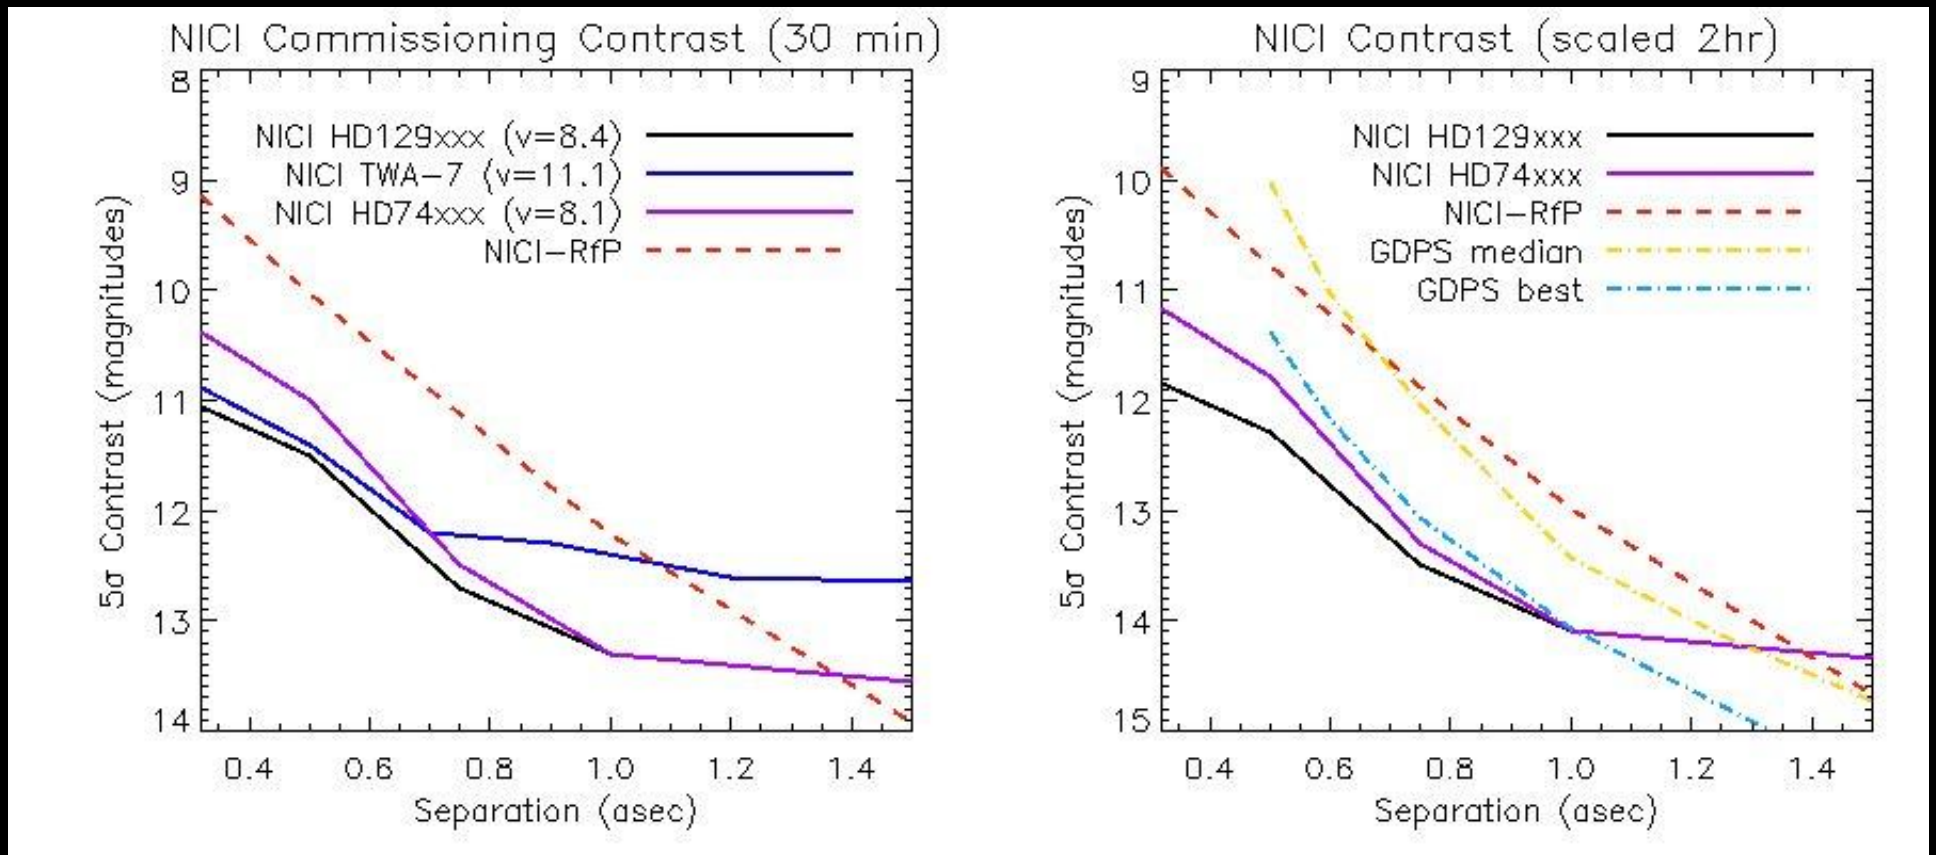 NICI Commissioning Contrast (30 min)
8
9
10
11
12
13
14
5σ Contrast (magnitudes)
NICI HD129xxx (v=8.4)
NICI TWA-7 (v=11.1)
NICI HD74xxx (v=8.1)
NICI-RfP
0.4 0.6 0.8 1.0 1.2 1.4
Separation (asec)
NICI Contrast (scaled 2hr)
9
10
11
12
13
14
15
5σ Contrast (magnitudes)
NICI HD129xxx
NICI HD74xxx
NICI-RfP
GDPS median
GDPS best
0.4 0.6 0.8 1.0 1.2 1.4
Separation (asec)